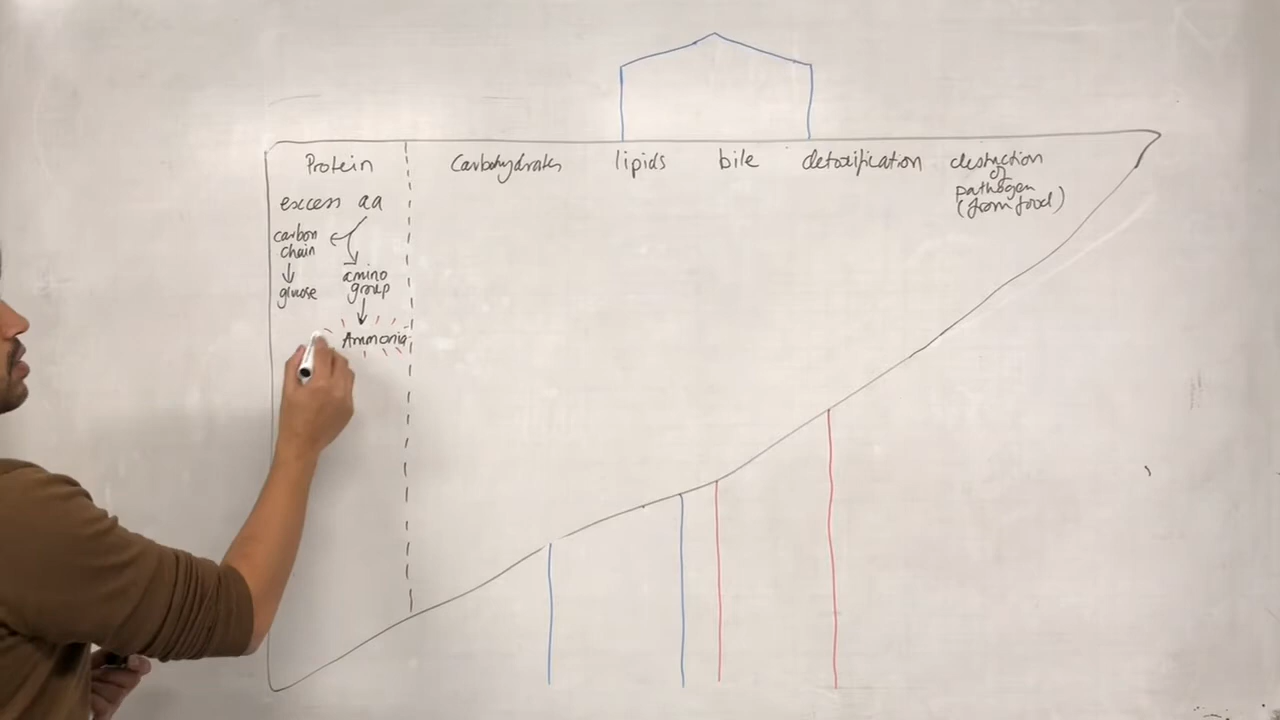 Protein
Carbohydrates
lipids
bile
detoxification
destruction
of
pathogen
(from food)
excess aa
carbon
chain
glucose
amino
group
Ammonia